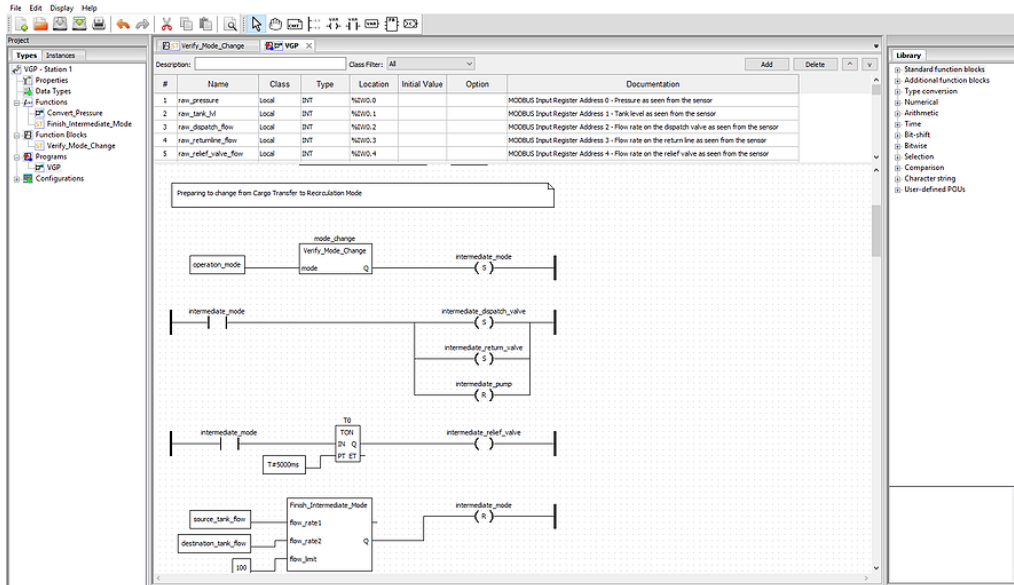 File Edit Display Help
Project
Types Instances
VGP - Station 1
Properties
Data Types
Functions
Convert_Pressure
ST Finish_Intermediate_Mode
Function Blocks
ST Verify_Mode_Change
Programs
VGP
Configurations
ST Verify_Mode_Change VGP
Description: Class Filter: All Add Delete
# Name Class Type Location Initial Value Option Documentation
1 raw_pressure Local INT %IW0.0 MODBUS Input Register Address 0 - Pressure as seen from the sensor
2 raw_tank_lvl Local INT %IW0.1 MODBUS Input Register Address 1 - Tank level as seen from the sensor
3 raw_dispatch_flow Local INT %IW0.2 MODBUS Input Register Address 2 - Flow rate on the dispatch valve as seen from the sensor
4 raw_returnline_flow Local INT %IW0.3 MODBUS Input Register Address 3 - Flow rate on the return line as seen from the sensor
5 raw_relief_valve_flow Local INT %IW0.4 MODBUS Input Register Address 4 - Flow rate on the relief valve as seen from the sensor
Preparing to change from Cargo Transfer to Recirculation Mode
mode_change
Verify_Mode_Change
operation_mode mode Q
intermediate_mode
S
intermediate_mode intermediate_dispatch_valve
S
intermediate_return_valve
S
intermediate_pump
R
T0
intermediate_mode TON intermediate_relief_valve
IN Q
PT ET
T#5000ms
Finish_Intermediate_Mode intermediate_mode
source_tank_flow flow_rate1 R
destination_tank_flow flow_rate2 Q
100 flow_limit
Library
Standard function blocks
Additional function blocks
Type conversion
Numerical
Arithmetic
Time
Bit-shift
Bitwise
Selection
Comparison
Character string
User-defined POUs